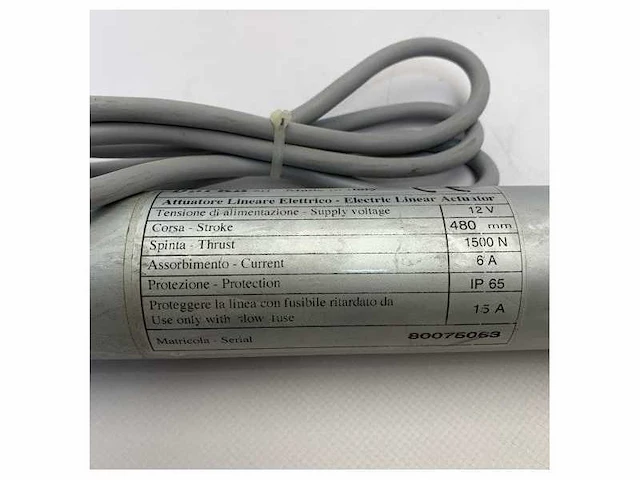 Attuatore Lineare Elettrico - Electric Linear Actuator
Tensione di alimentazione - Supply voltage 12 V
Corsa - Stroke 480 mm
Spinta - Thrust 1500 N
Assorbimento - Current 6 A
Protezione - Protection IP 65
Proteggere la linea con fusibile ritardato da
Use only with slow fuse 15 A
Matricola - Serial 80076063